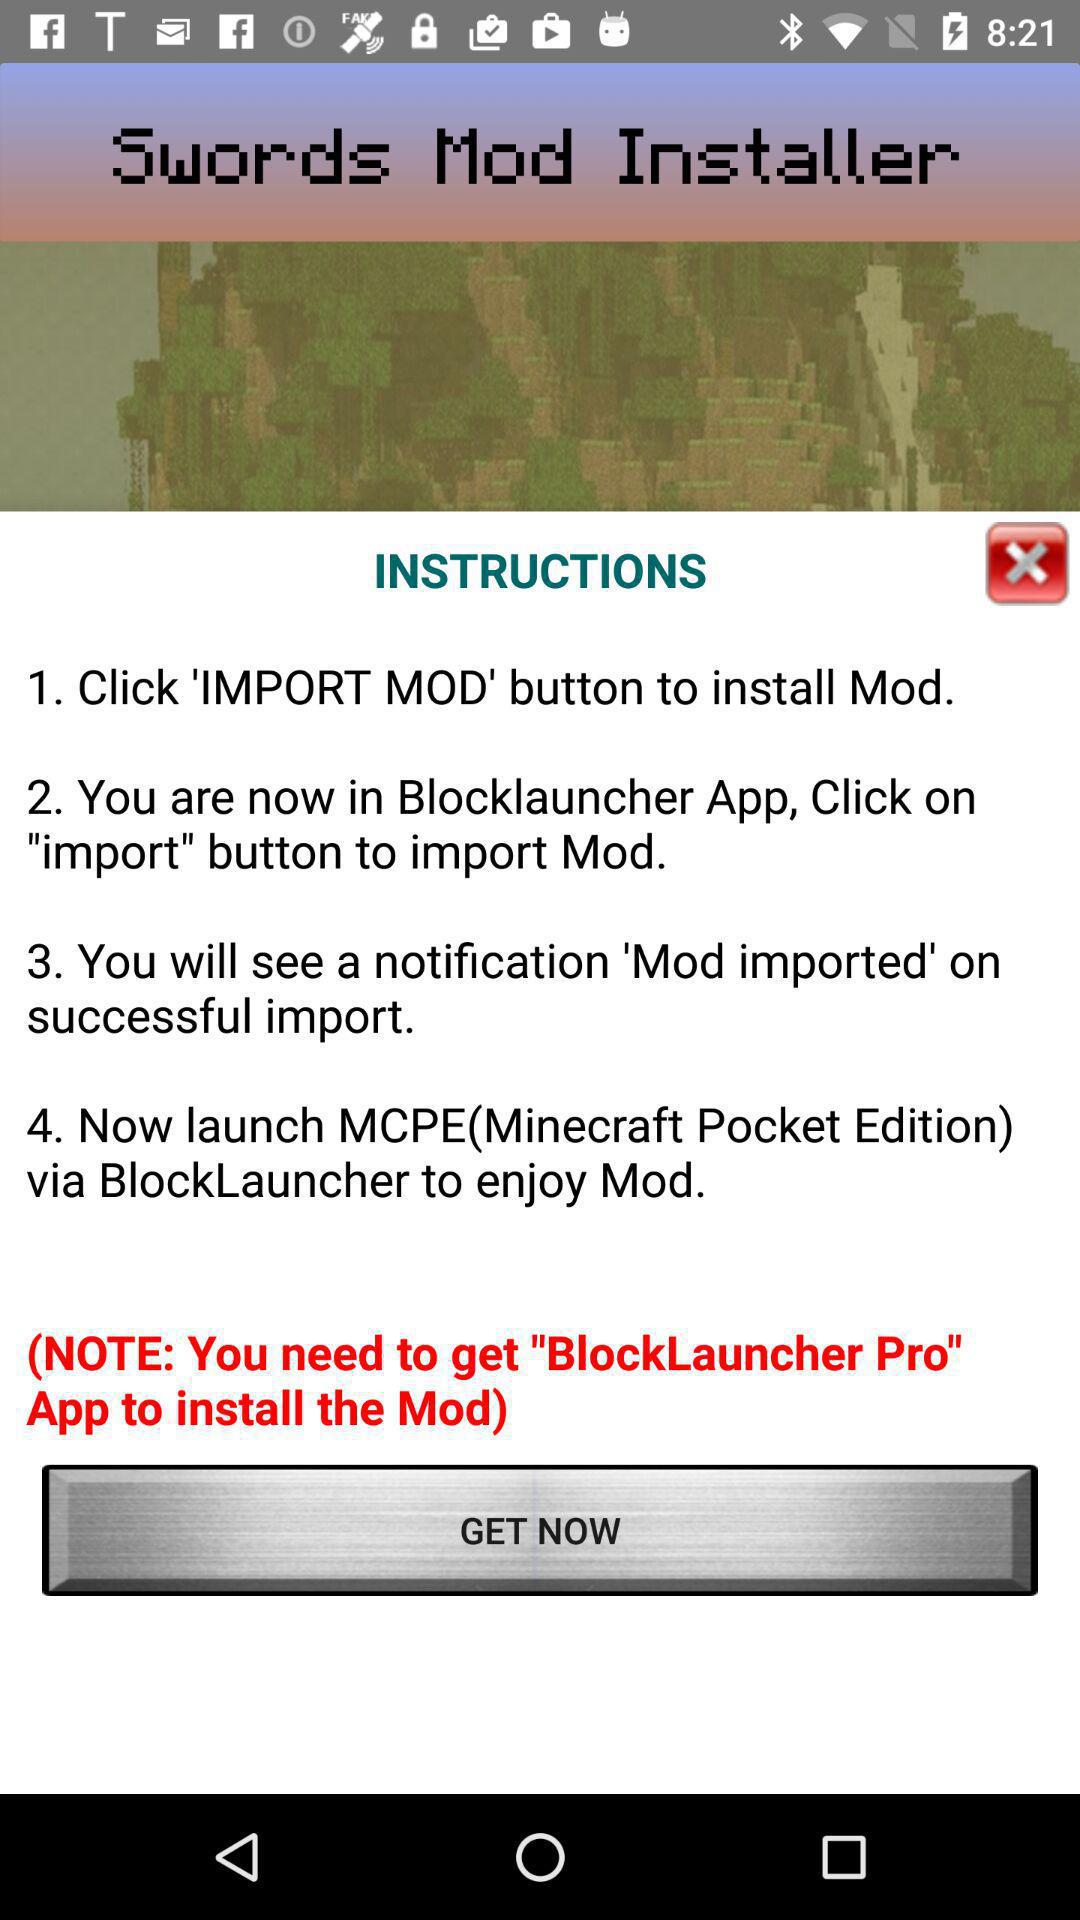 FAKE
8:21
Swords Mod Installer
INSTRUCTIONS
1. Click 'IMPORT MOD' button to install Mod.
2. You are now in Blocklauncher App, Click on
"import" button to import Mod.
3. You will see a notification 'Mod imported' on
successful import.
4. Now launch MCPE(Minecraft Pocket Edition)
via BlockLauncher to enjoy Mod.
(NOTE: You need to get "BlockLauncher Pro"
App to install the Mod)
GET NOW